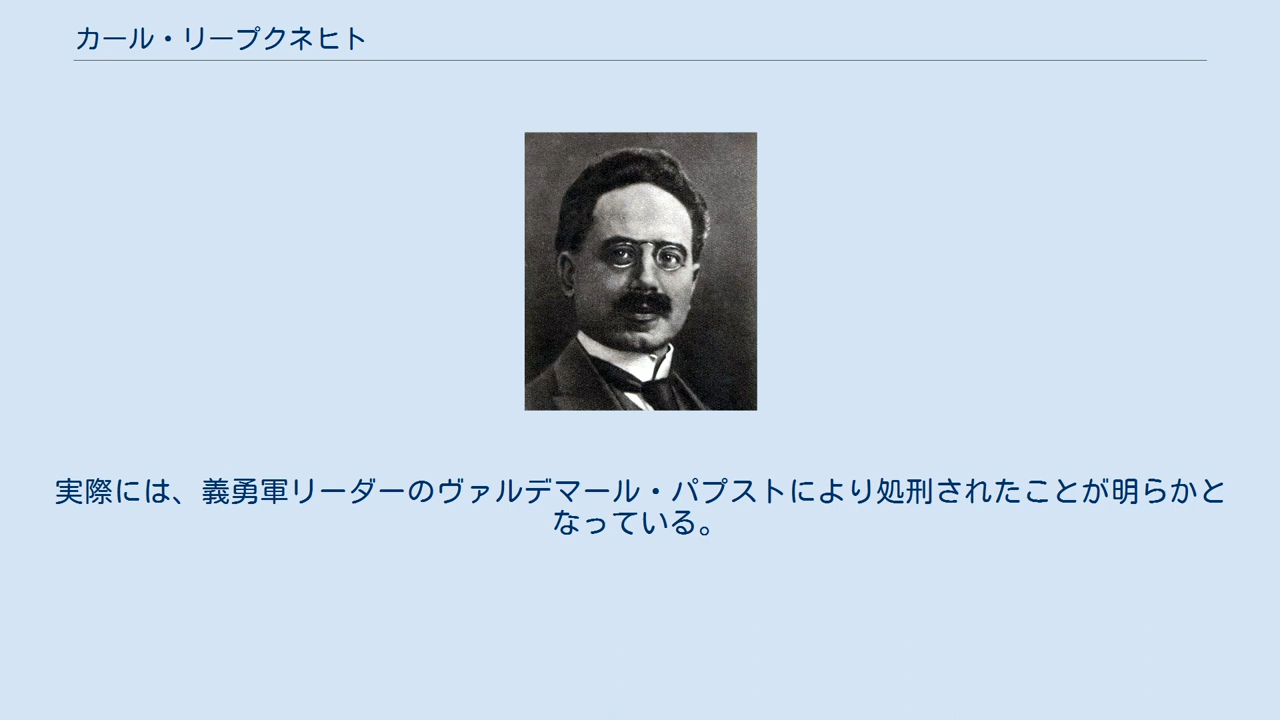 カール・リープクネヒト
実際には、義勇軍リーダーのヴァルデマール・パプストにより処刑されたことが明らかと
なっている。